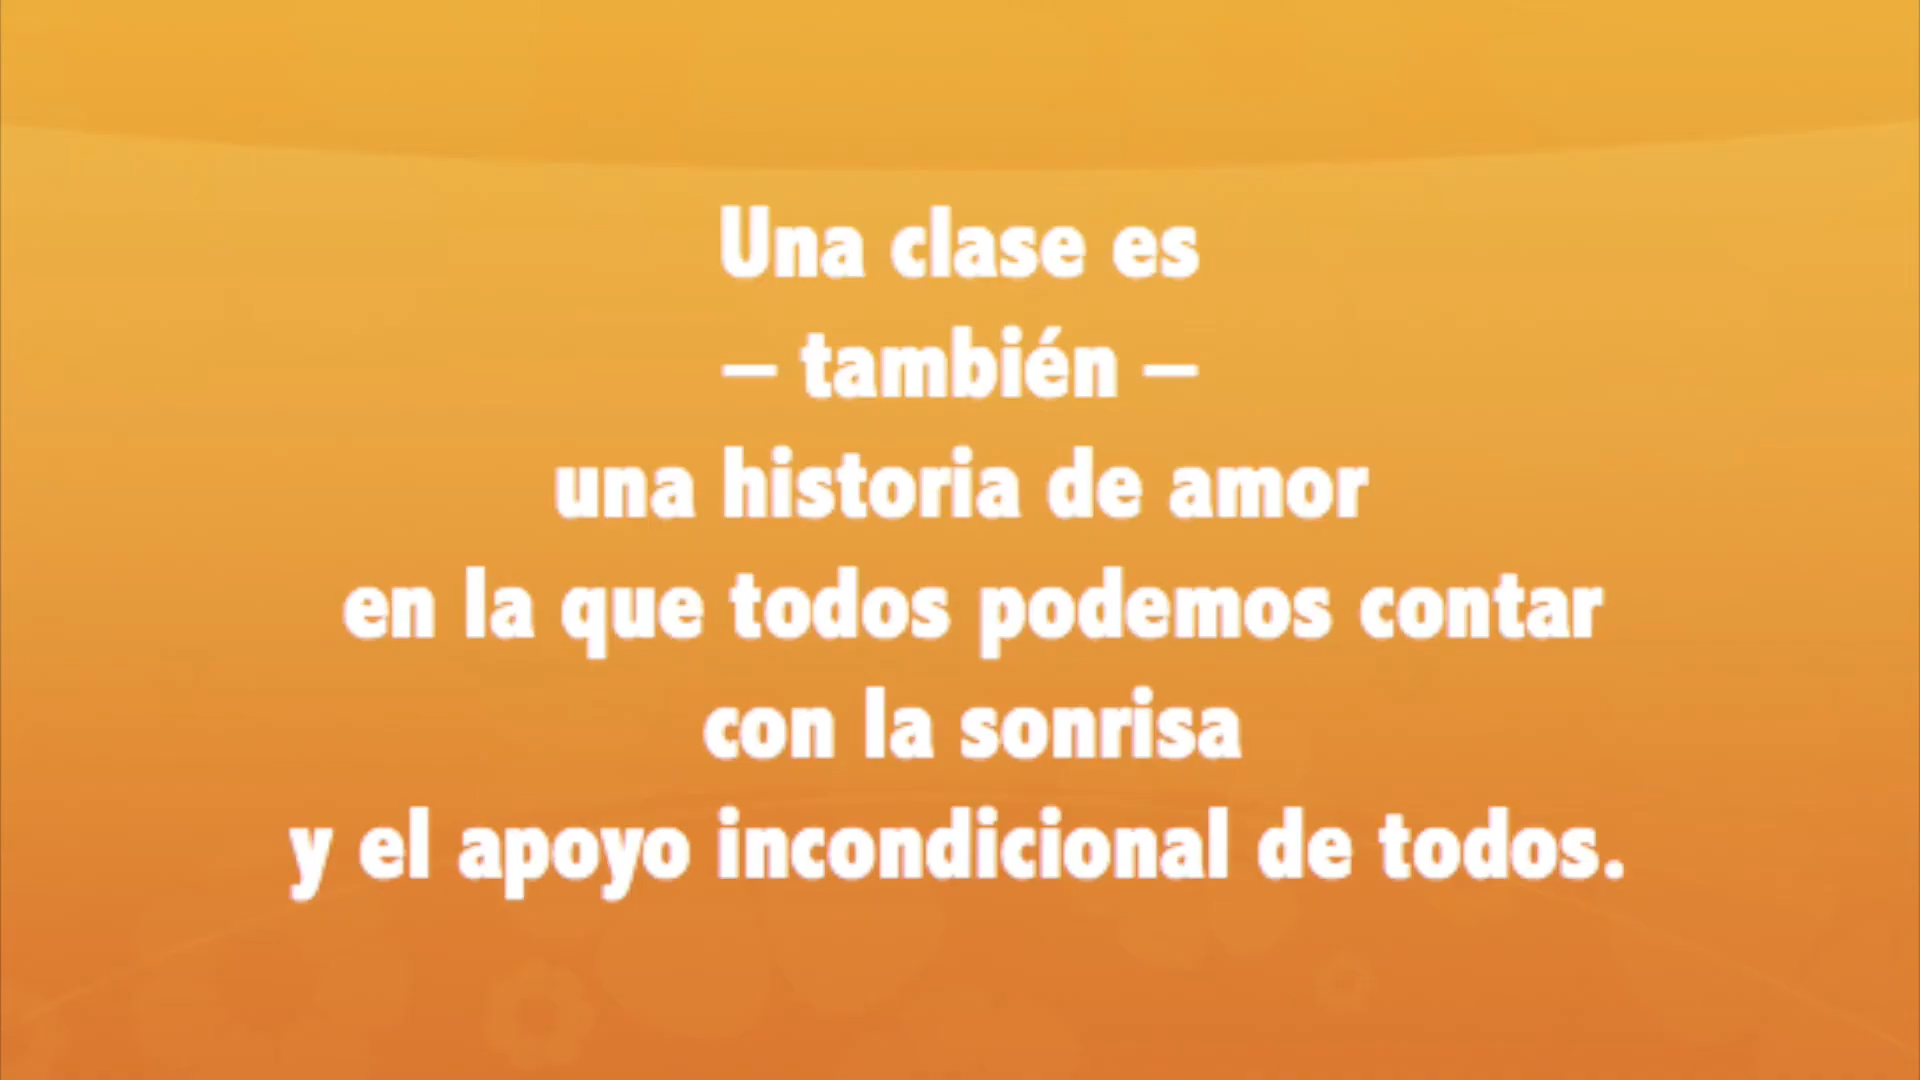 Una clase es
– también –
una historia de amor
en la que todos podemos contar
con la sonrisa
y el apoyo incondicional de todos.